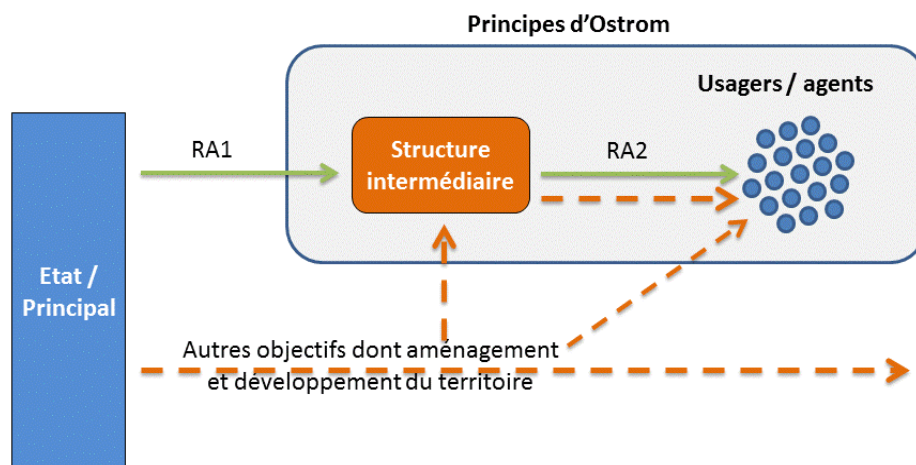 Principes d’Ostrom
Usagers / agents
RA1
Structure
intermédiaire
RA2
Etat /
Principal
Autres objectifs dont aménagement
et développement du territoire